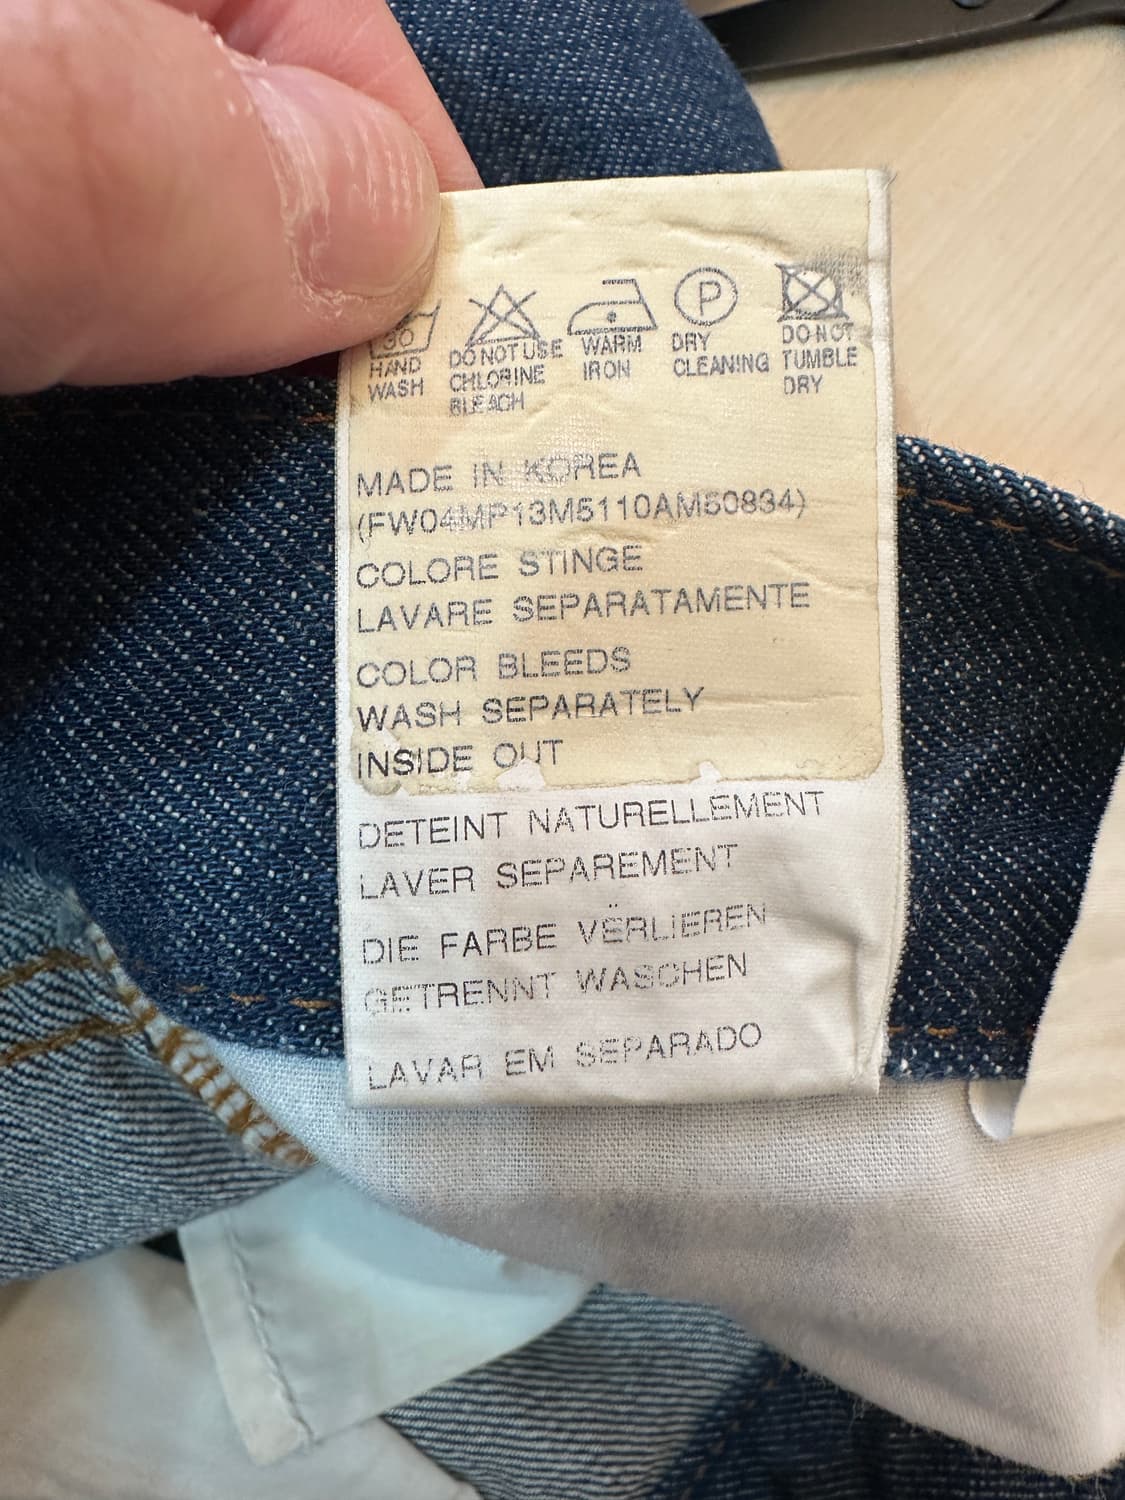 30
HAND
WASH
DO NOT USE
CHLORINE
BLEACH
WARM
IRON
P
DRY
CLEANING
DO NOT
TUMBLE
DRY
MADE IN KOREA
(FW04MP13M5110AM50834)
COLORE STINGE
LAVARE SEPARATAMENTE
COLOR BLEEDS
WASH SEPARATELY
INSIDE OUT
DETEINT NATURELLEMENT
LAVER SEPAREMENT
DIE FARBE VERLIEREN
GETRENNT WASCHEN
LAVAR EM SEPARADO